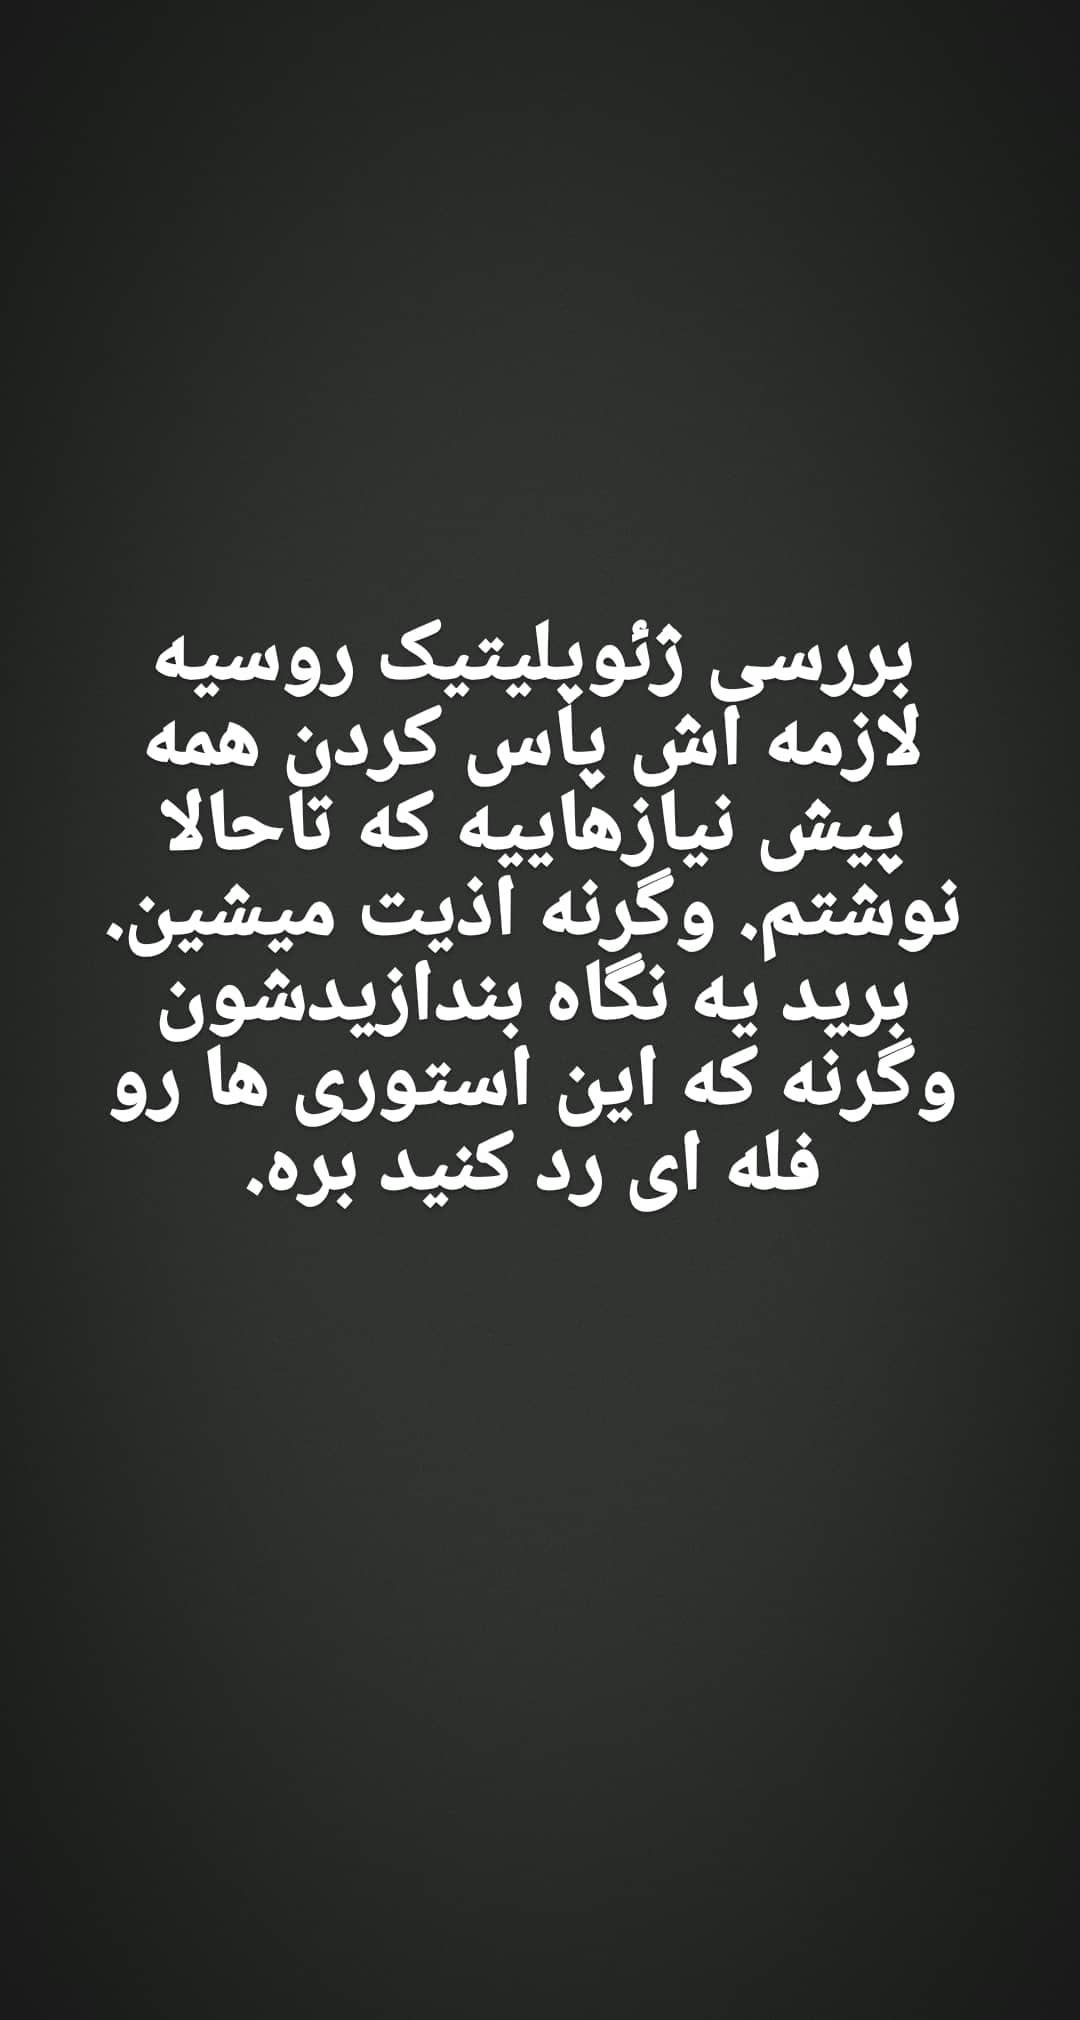 بررسی ژئوپلیتیک روسیه
لازمه اش پاس کردن همه
پیش نیازهاییه که تاحالا
نوشتم. وگرنه اذیت میشین.
برید یه نگاه بندازیدشون
وگرنه که این استوری ها رو
فله ای رد کنید بره.